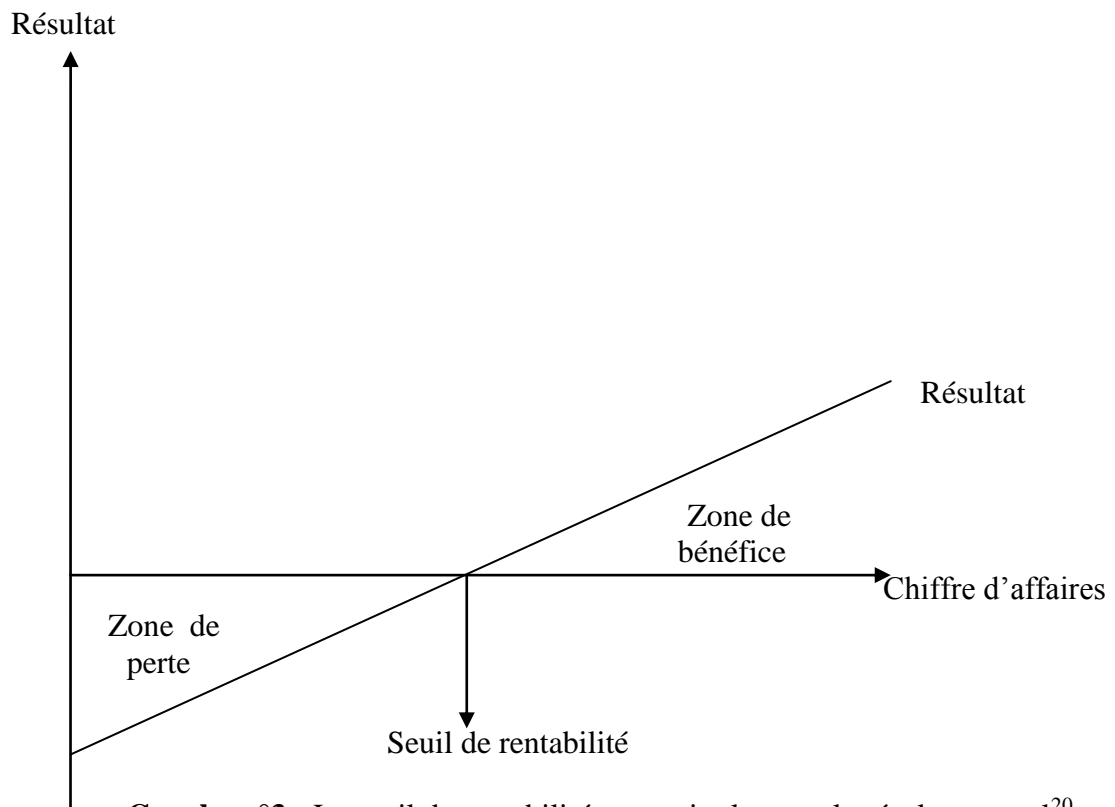 Résultat
Résultat
Zone de
bénéfice
Chiffre d'affaires
Zone de
perte
Seuil de rentabilité